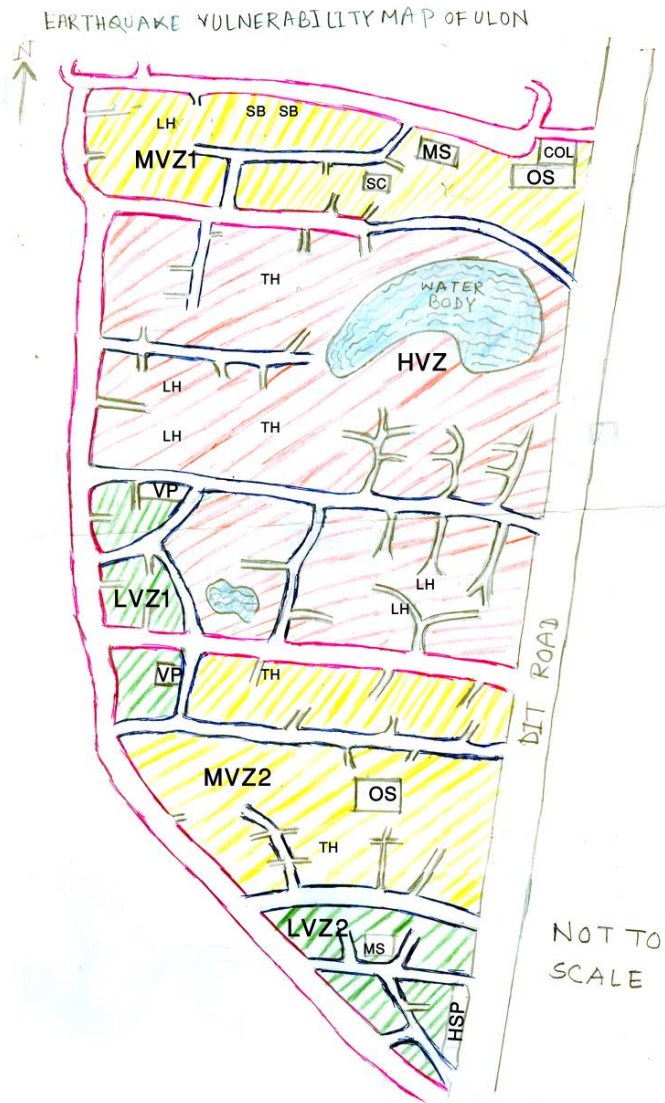 EARTHQUAKE VULNERABILITY MAP OF ULON
N
SB SB
LH
MS
COL
MVZ1
OS
SC
TH
WATER
BODY
HVZ
LH
LH
TH
VP
LH
LVZ1
LH
VP
TH
DIT ROAD
MVZ2
OS
TH
LVZ2
MS
NOT TO
SCALE
HSP